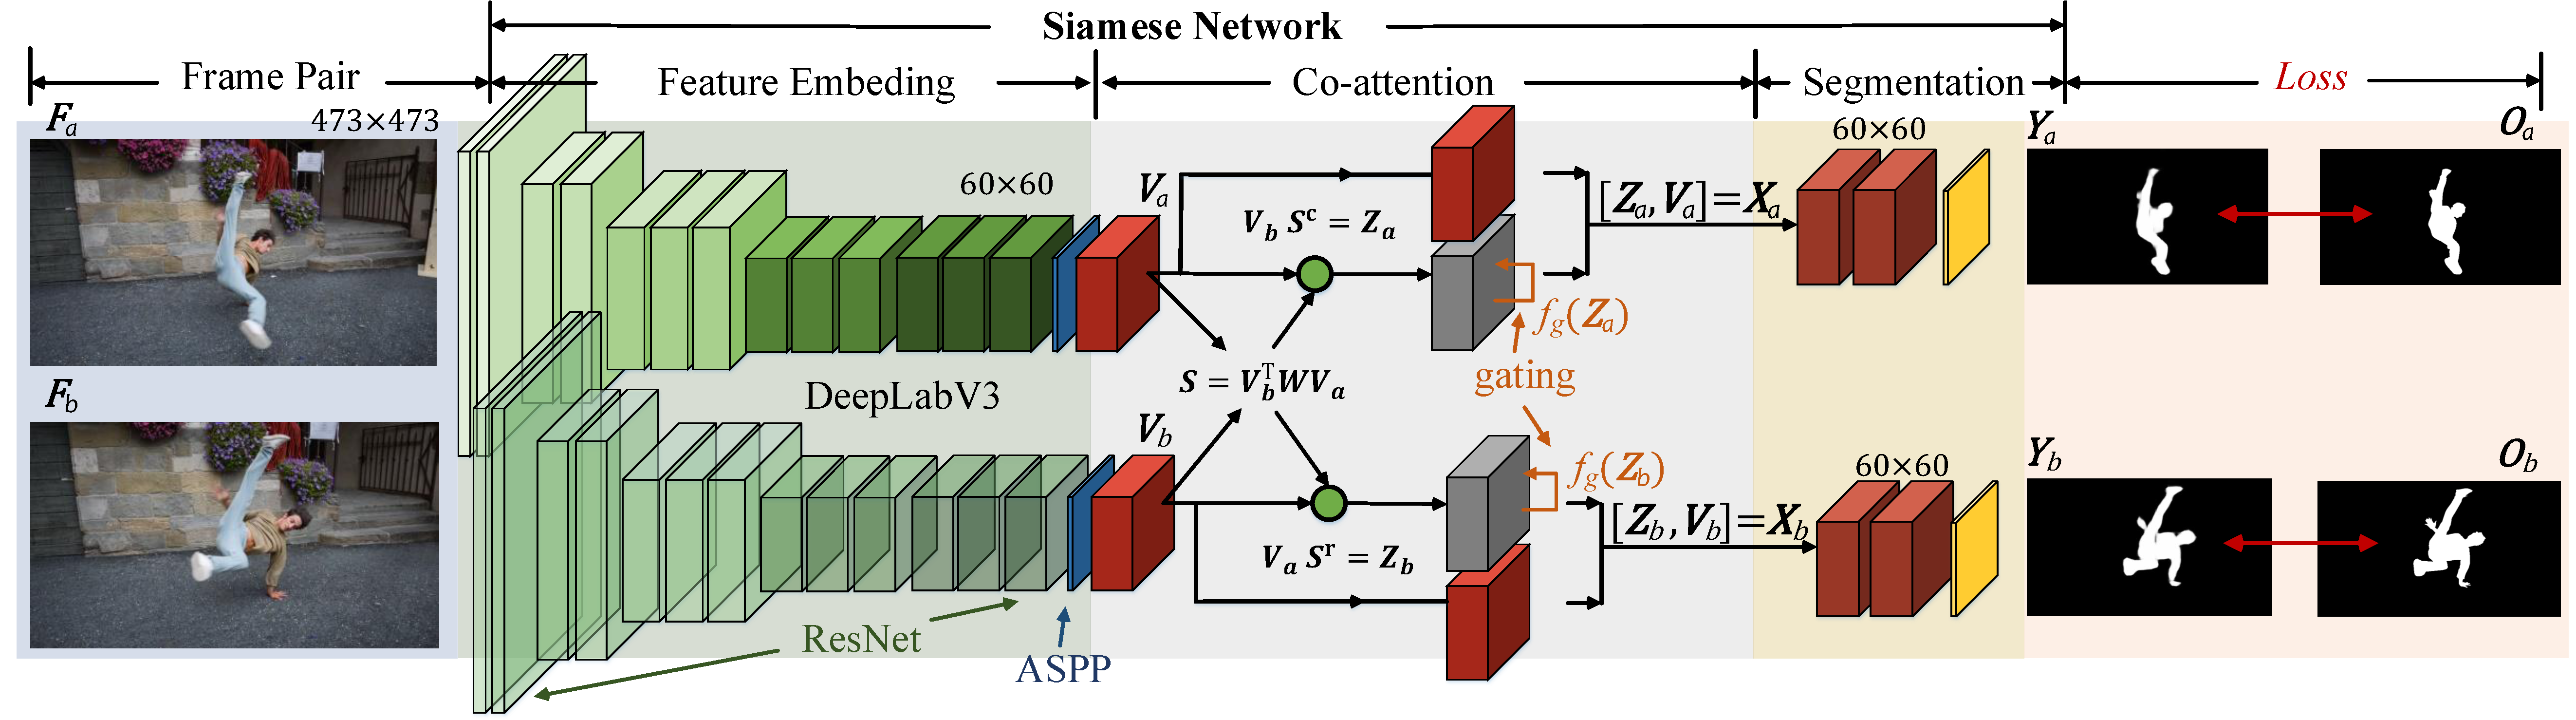 Siamese Network
Frame Pair
Feature Embeding
Co-attention
Segmentation
Loss
F_a
473×473
60×60
V_a
V_b S^c = Z_a
[Z_a, V_a]=X_a
60×60
Y_a
O_a
f_g(Z_a)
gating
S = V_b^T W V_a
DeepLabV3
F_b
V_b
f_g(Z_b)
V_a S^r = Z_b
[Z_b, V_b]=X_b
60×60
Y_b
O_b
ResNet
ASPP